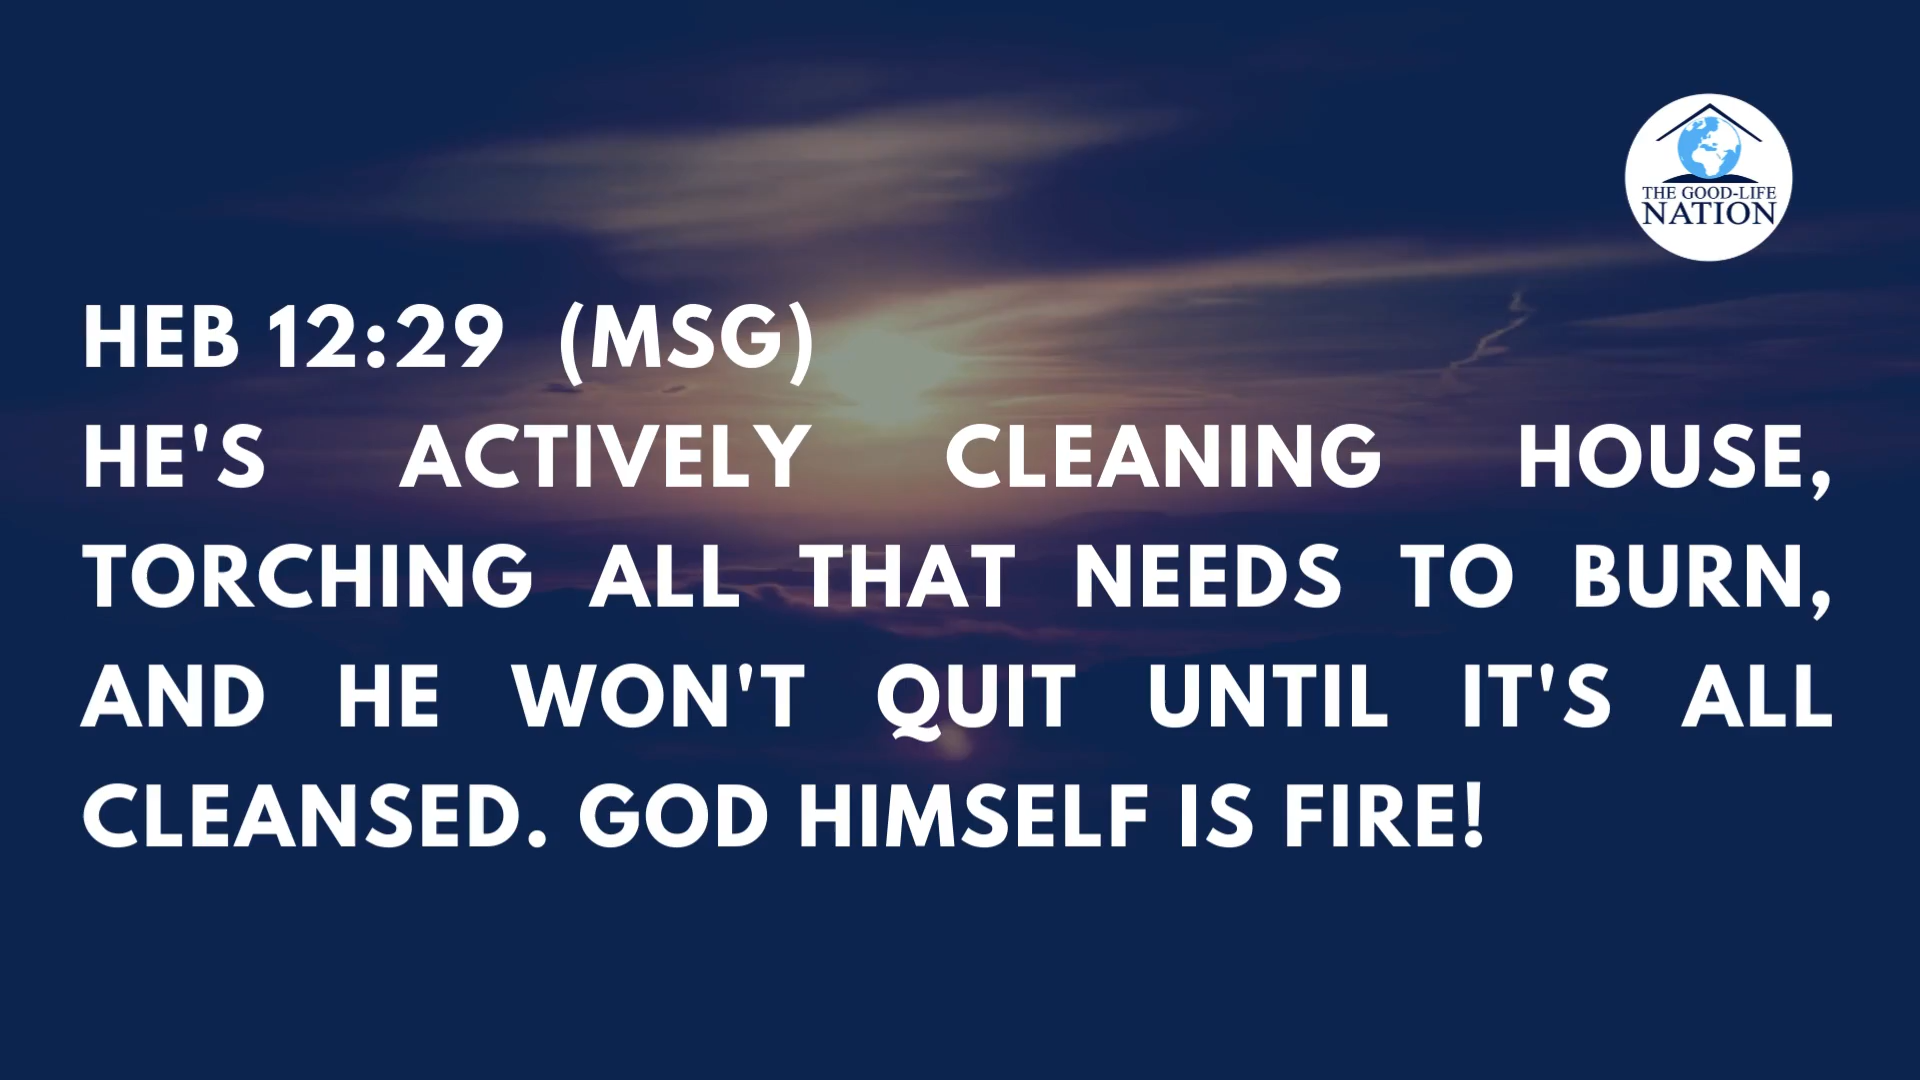 THE GOOD-LIFE
NATION
HEB 12:29 (MSG)
HE'S ACTIVELY CLEANING HOUSE,
TORCHING ALL THAT NEEDS TO BURN,
AND HE WON'T QUIT UNTIL IT'S ALL
CLEANSED. GOD HIMSELF IS FIRE!